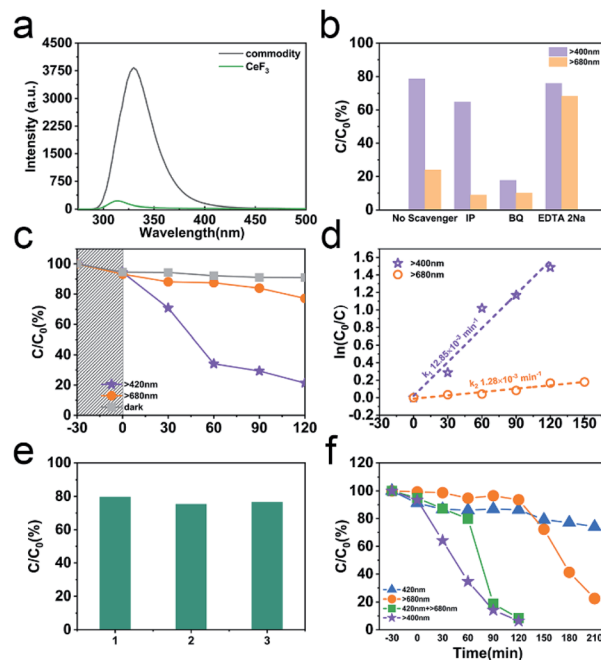 a
Intensity (a.u.)
4500
3750
3000
2250
1500
750
0
300
350
400
450
500
Wavelength(nm)
commodity
CeF₃
b
C/C₀(%)
100
80
60
40
20
0
No Scavenger
IP
BQ
EDTA 2Na
>400nm
>680nm
c
C/C₀(%)
100
80
60
40
20
0
-30
0
30
60
90
120
>420nm
>680nm
dark
d
ln(C₀/C)
1.6
1.4
1.2
1.0
0.8
0.6
0.4
0.2
0.0
-0.2
-30
0
30
60
90
120
150
>400nm
>680nm
k₁ 12.85×10⁻³ min⁻¹
k₂ 1.28×10⁻³ min⁻¹
e
C/C₀(%)
100
80
60
40
20
0
1
2
3
f
C/C₀(%)
120
100
80
60
40
20
0
-30
0
30
60
90
120
150
180
210
Time(min)
420nm
>680nm
420nm+>680nm
>400nm